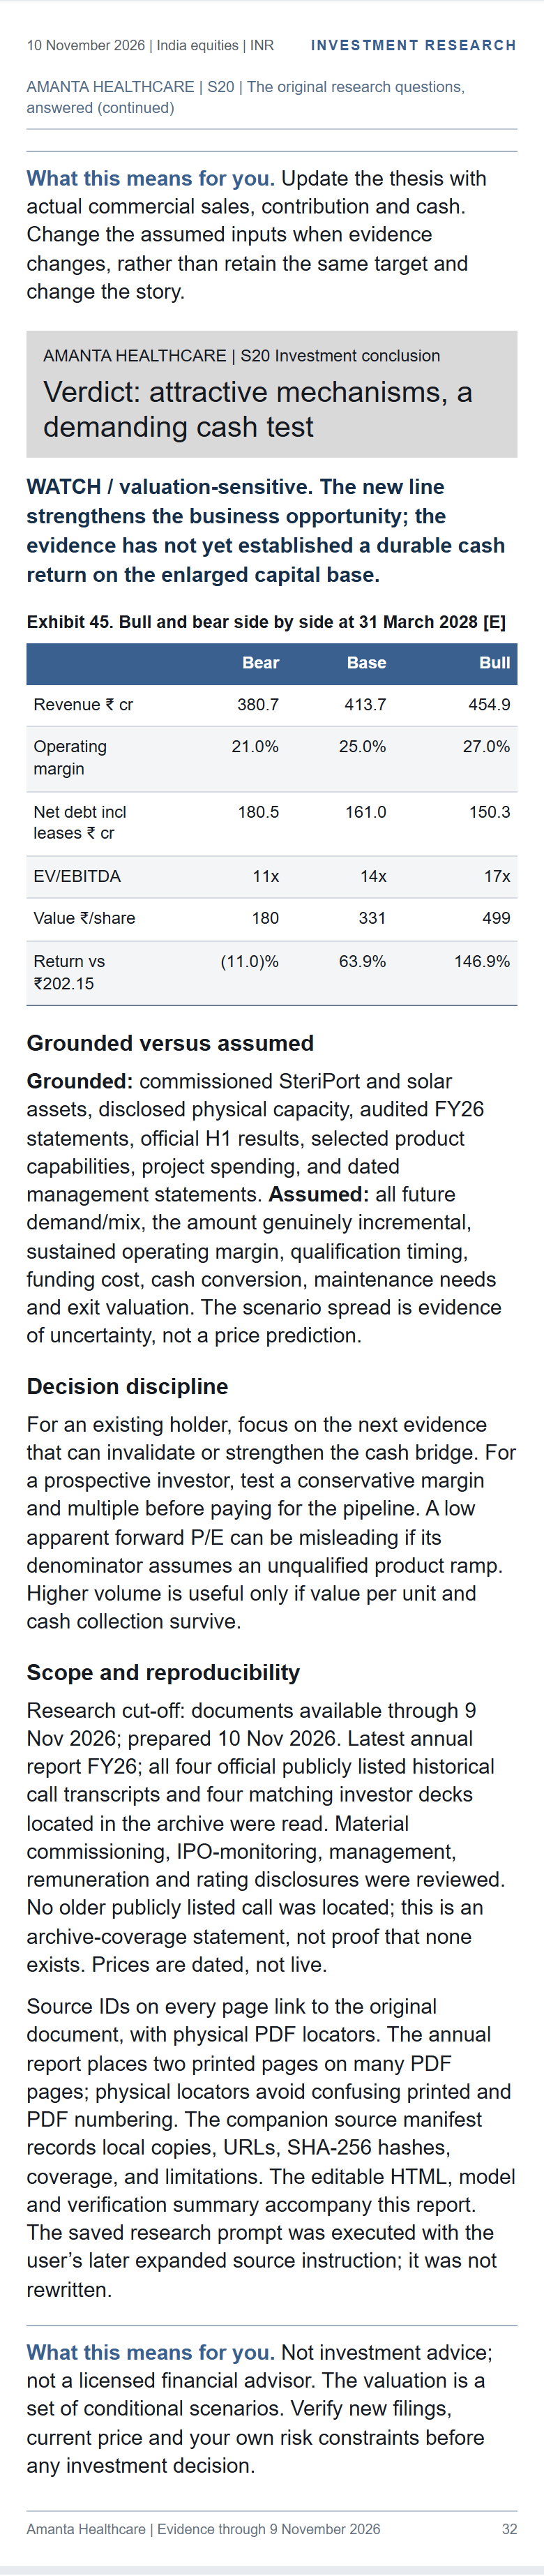 10 November 2026 | India equities | INR INVESTMENT RESEARCH
AMANTA HEALTHCARE | S20 | The original research questions,
answered (continued)
What this means for you. Update the thesis with
actual commercial sales, contribution and cash.
Change the assumed inputs when evidence
changes, rather than retain the same target and
change the story.
AMANTA HEALTHCARE | S20 Investment conclusion
Verdict: attractive mechanisms, a
demanding cash test
WATCH / valuation-sensitive. The new line
strengthens the business opportunity; the
evidence has not yet established a durable cash
return on the enlarged capital base.
Exhibit 45. Bull and bear side by side at 31 March 2028 [E]
Bear Base Bull
Revenue ₹ cr 380.7 413.7 454.9
Operating
margin 21.0% 25.0% 27.0%
Net debt incl
leases ₹ cr 180.5 161.0 150.3
EV/EBITDA 11x 14x 17x
Value ₹/share 180 331 499
Return vs
₹202.15 (11.0)% 63.9% 146.9%
Grounded versus assumed
Grounded: commissioned SteriPort and solar
assets, disclosed physical capacity, audited FY26
statements, official H1 results, selected product
capabilities, project spending, and dated
management statements. Assumed: all future
demand/mix, the amount genuinely incremental,
sustained operating margin, qualification timing,
funding cost, cash conversion, maintenance needs
and exit valuation. The scenario spread is evidence
of uncertainty, not a price prediction.
Decision discipline
For an existing holder, focus on the next evidence
that can invalidate or strengthen the cash bridge. For
a prospective investor, test a conservative margin
and multiple before paying for the pipeline. A low
apparent forward P/E can be misleading if its
denominator assumes an unqualified product ramp.
Higher volume is useful only if value per unit and
cash collection survive.
Scope and reproducibility
Research cut-off: documents available through 9
Nov 2026; prepared 10 Nov 2026. Latest annual
report FY26; all four official publicly listed historical
call transcripts and four matching investor decks
located in the archive were read. Material
commissioning, IPO-monitoring, management,
remuneration and rating disclosures were reviewed.
No older publicly listed call was located; this is an
archive-coverage statement, not proof that none
exists. Prices are dated, not live.
Source IDs on every page link to the original
document, with physical PDF locators. The annual
report places two printed pages on many PDF
pages; physical locators avoid confusing printed and
PDF numbering. The companion source manifest
records local copies, URLs, SHA-256 hashes,
coverage, and limitations. The editable HTML, model
and verification summary accompany this report.
The saved research prompt was executed with the
user’s later expanded source instruction; it was not
rewritten.
What this means for you. Not investment advice;
not a licensed financial advisor. The valuation is a
set of conditional scenarios. Verify new filings,
current price and your own risk constraints before
any investment decision.
Amanta Healthcare | Evidence through 9 November 2026 32